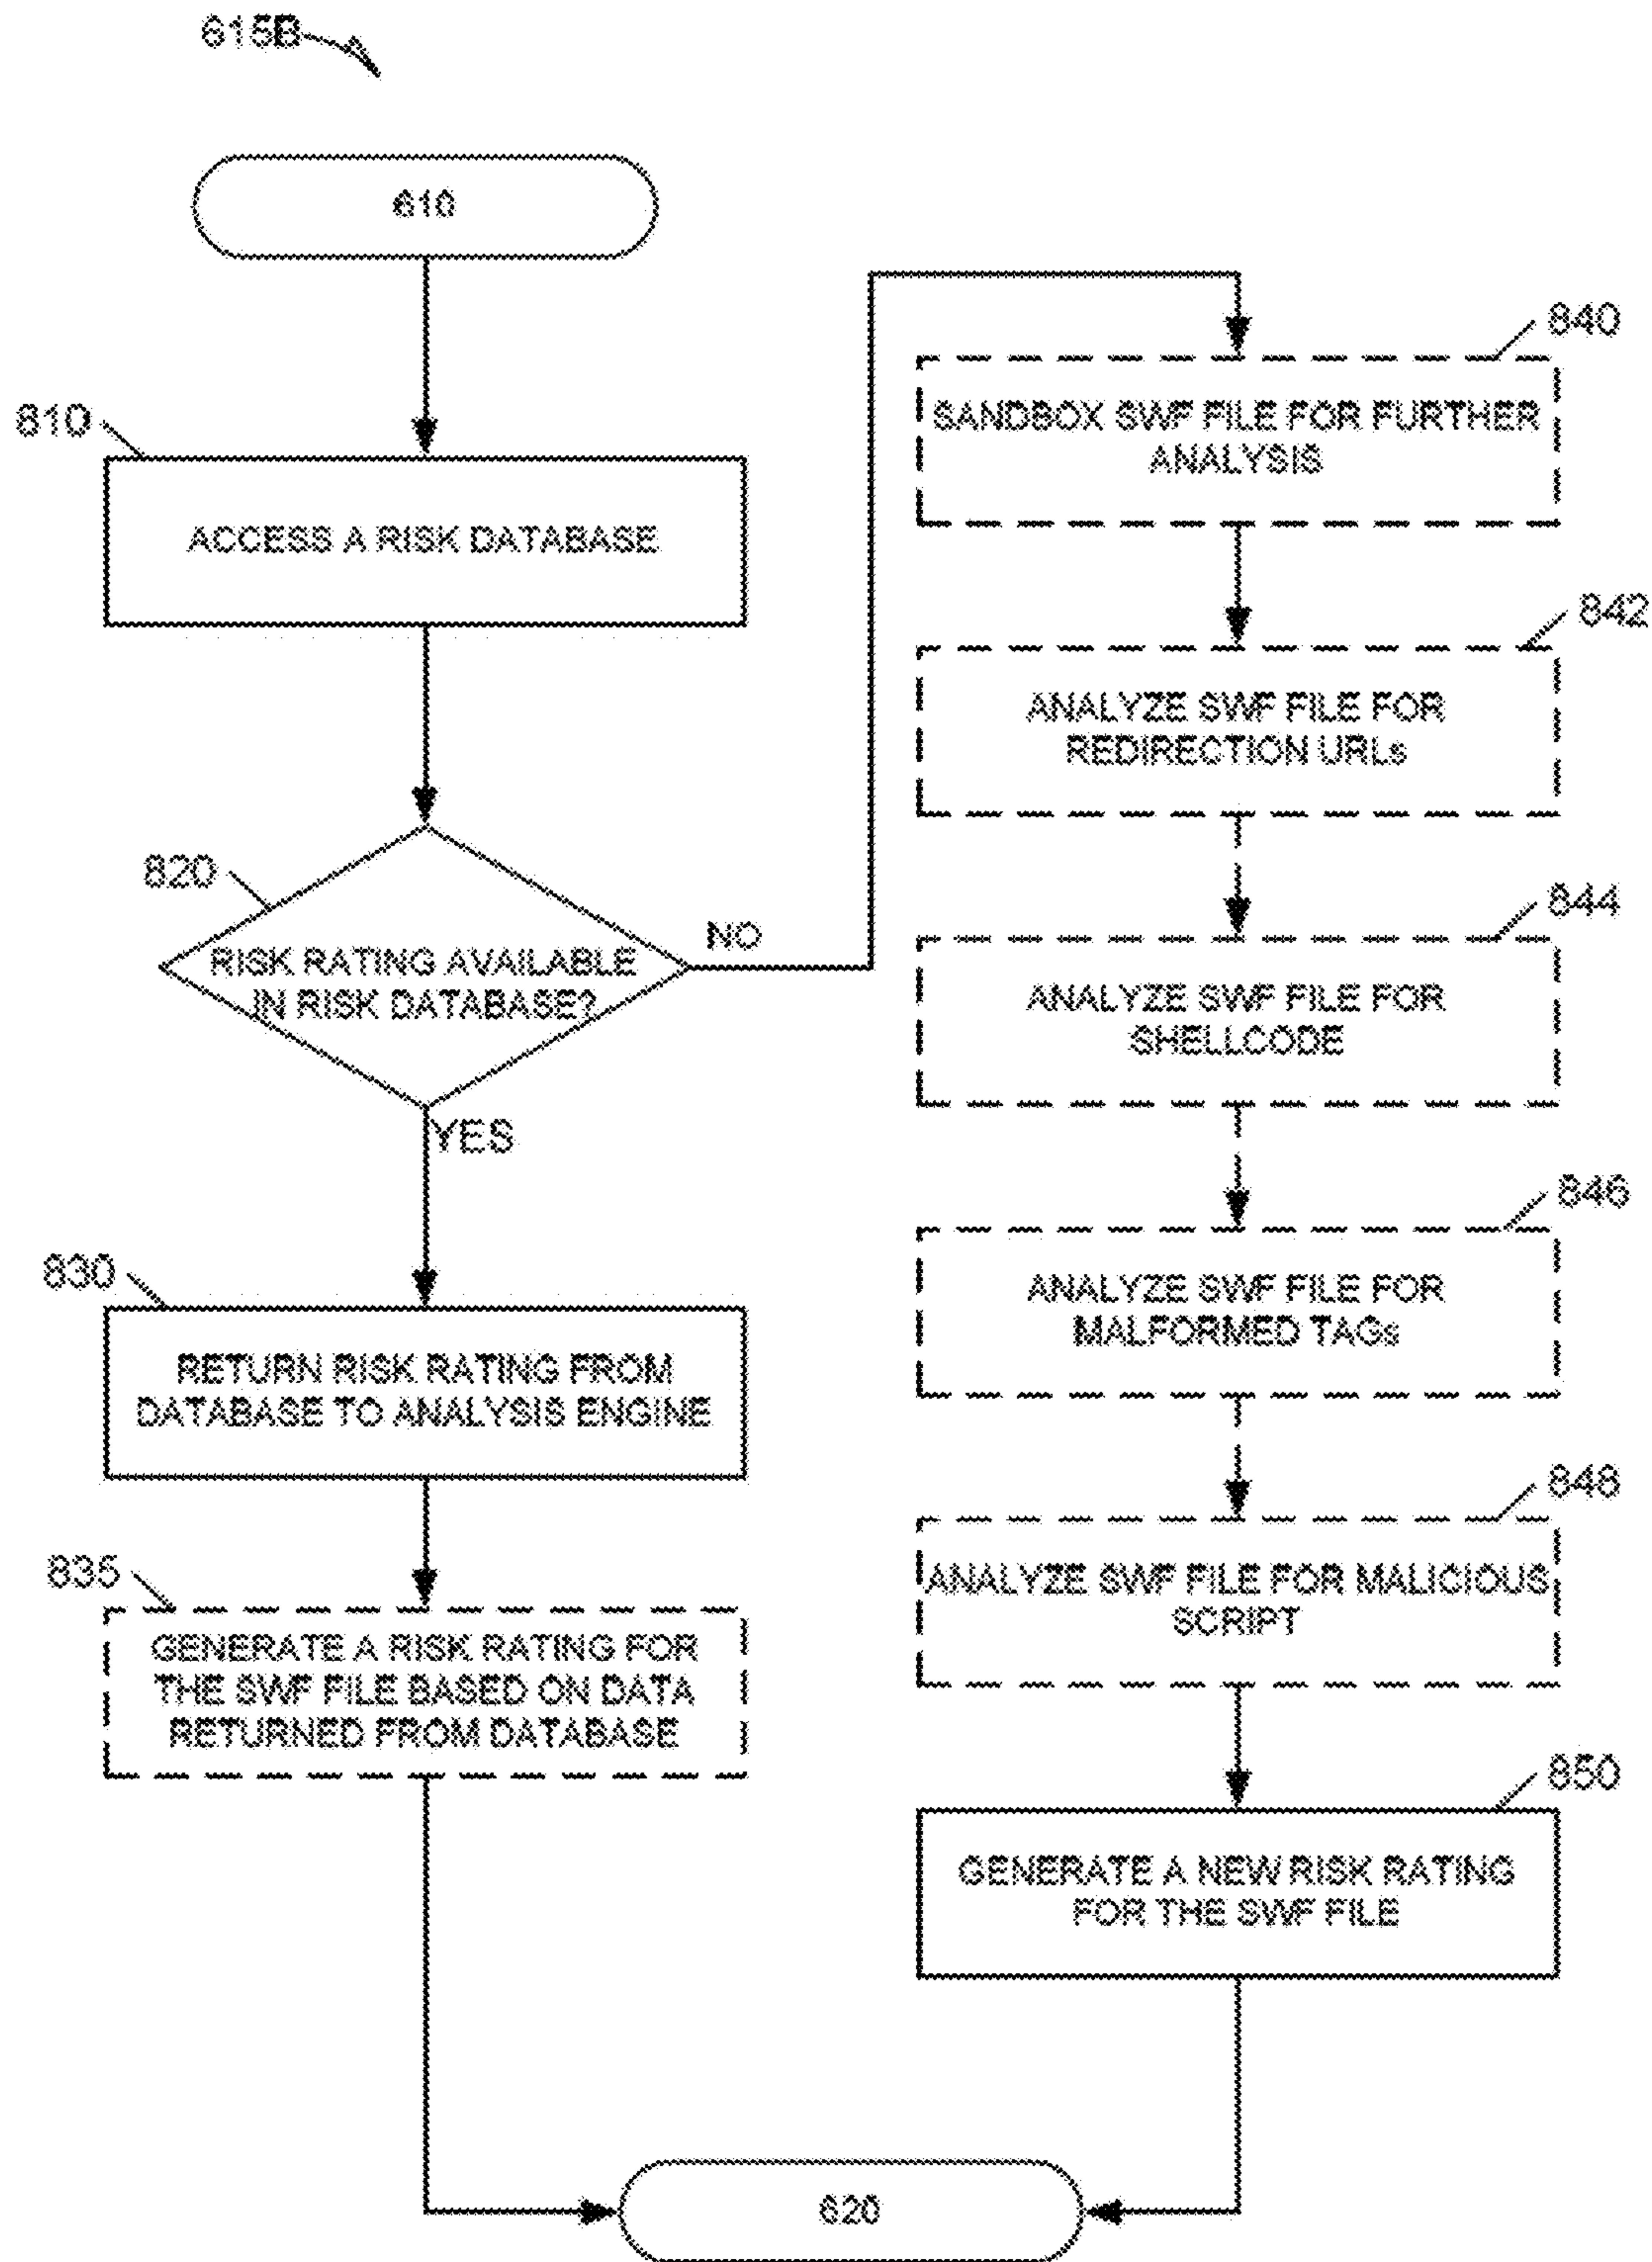 615B
610
810
ACCESS A RISK DATABASE
820
RISK RATING AVAILABLE
IN RISK DATABASE?
NO
YES
830
RETURN RISK RATING FROM
DATABASE TO ANALYSIS ENGINE
835
GENERATE A RISK RATING FOR
THE SWF FILE BASED ON DATA
RETURNED FROM DATABASE
840
SANDBOX SWF FILE FOR FURTHER
ANALYSIS
842
ANALYZE SWF FILE FOR
REDIRECTION URLs
844
ANALYZE SWF FILE FOR
SHELLCODE
846
ANALYZE SWF FILE FOR
MALFORMED TAGs
848
ANALYZE SWF FILE FOR MALICIOUS
SCRIPT
850
GENERATE A NEW RISK RATING
FOR THE SWF FILE
620